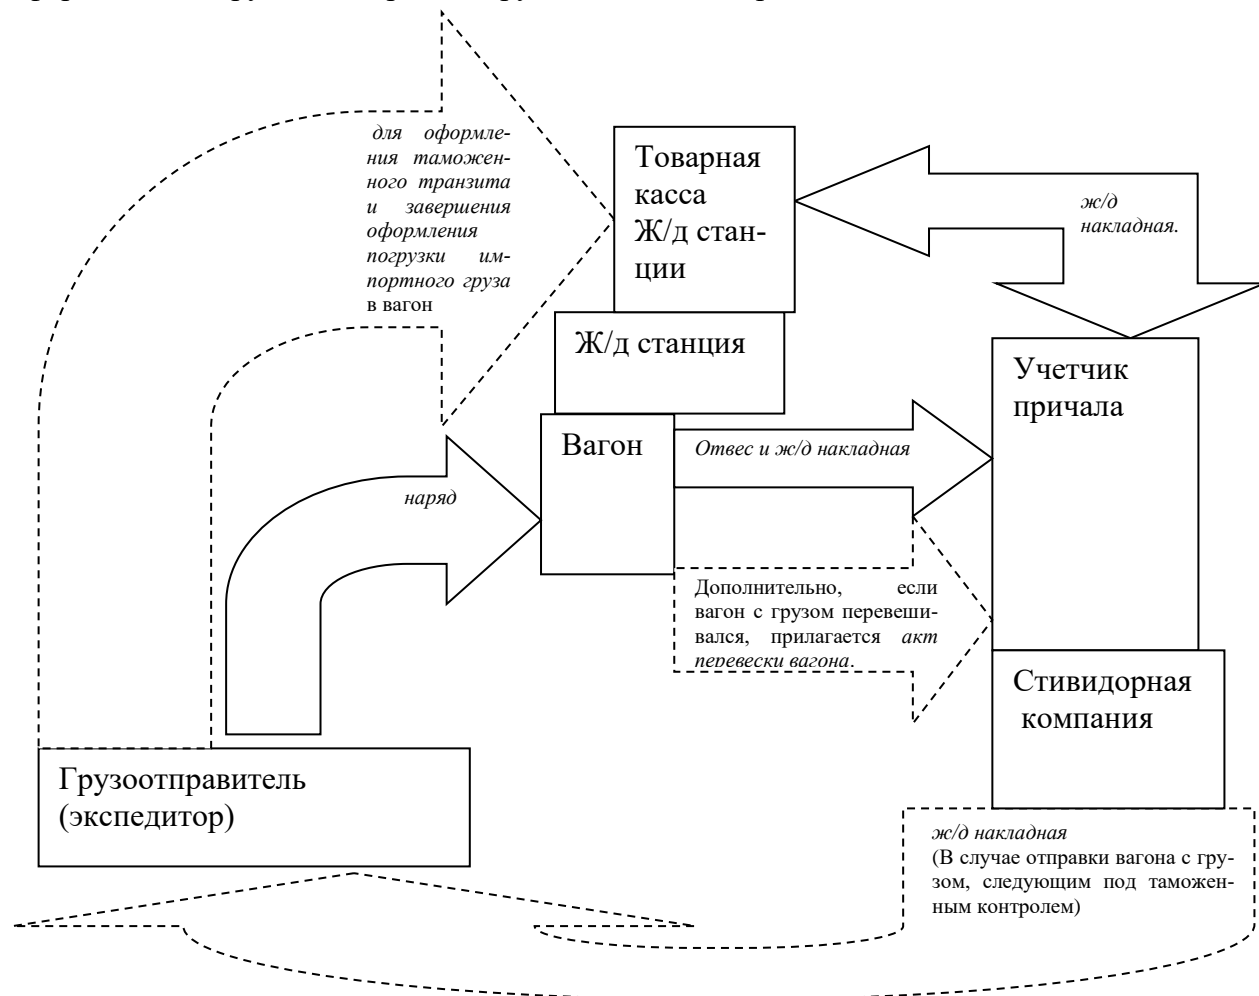 для оформле-
ния таможен-
ного транзита
и завершения
оформления
погрузки им-
портного груза
в вагон
Товарная
касса
Ж/д стан-
ции
ж/д
накладная.
Ж/д станция
Учетчик
причала
Вагон
Отвес и ж/д накладная
наряд
Дополнительно, если
вагон с грузом перевеши-
вался, прилагается акт
перевески вагона.
Стивидорная
компания
Грузоотправитель
(экспедитор)
ж/д накладная
(В случае отправки вагона с гру-
зом, следующим под таможен-
ным контролем)